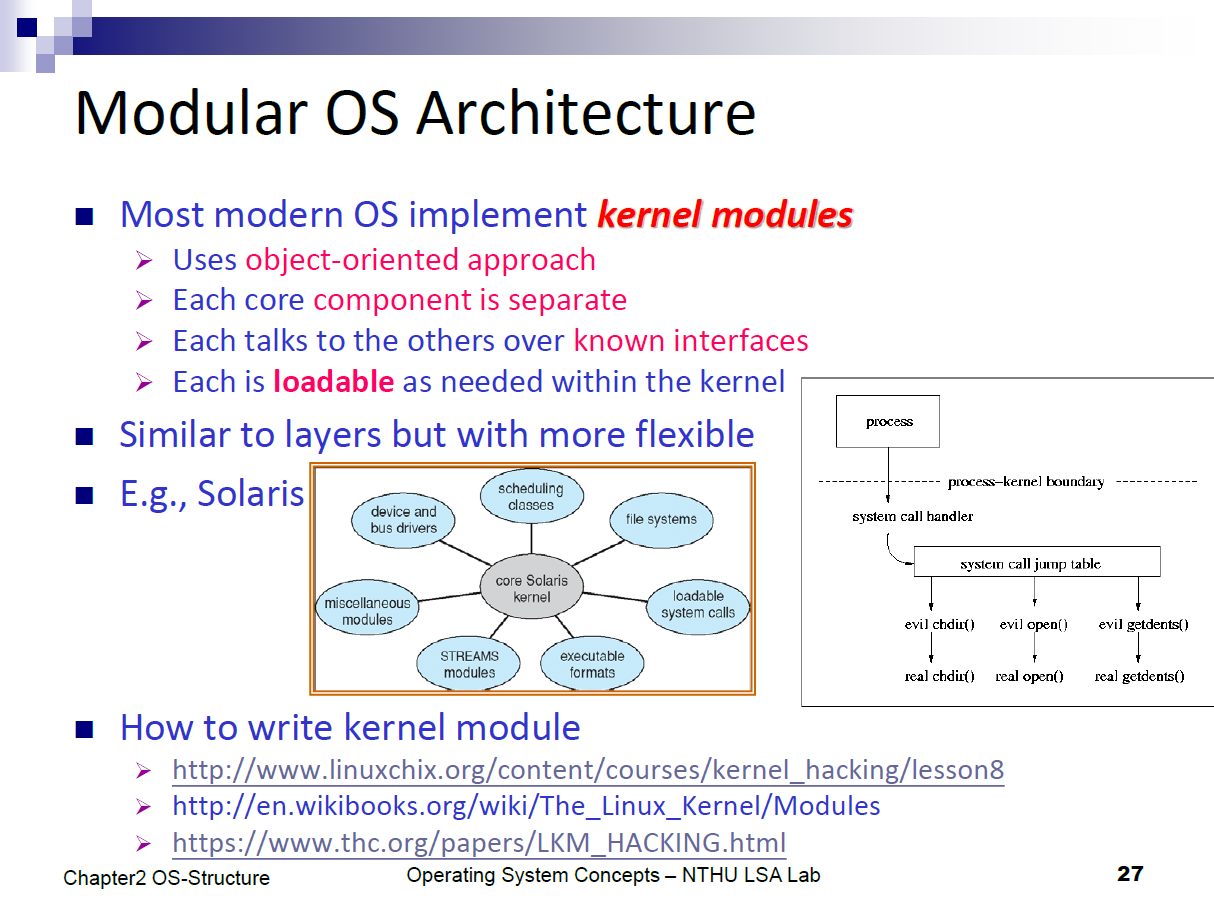 Modular OS Architecture
Most modern OS implement kernel modules
Uses object-oriented approach
Each core component is separate
Each talks to the others over known interfaces
Each is loadable as needed within the kernel
Similar to layers but with more flexible
E.g., Solaris
scheduling
classes
device and
bus drivers
file systems
core Solaris
kernel
miscellaneous
modules
loadable
system calls
STREAMS
modules
executable
formats
process
process–kernel boundary
system call handler
system call jump table
evil chdir() evil open() evil getdents()
real chdir() real open() real getdents()
How to write kernel module
http://www.linuxchix.org/content/courses/kernel_hacking/lesson8
http://en.wikibooks.org/wiki/The_Linux_Kernel/Modules
https://www.thc.org/papers/LKM_HACKING.html
Chapter2 OS-Structure Operating System Concepts – NTHU LSA Lab 27